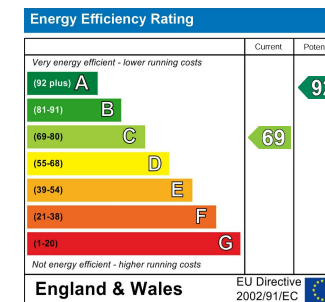 Energy Efficiency Rating
Current Poten
Very energy efficient - lower running costs
(92 plus) A
92
(81-91) B
(69-80) C
69
(55-68) D
(39-54) E
(21-38) F
(1-20) G
Not energy efficient - higher running costs
England & Wales
EU Directive
2002/91/EC